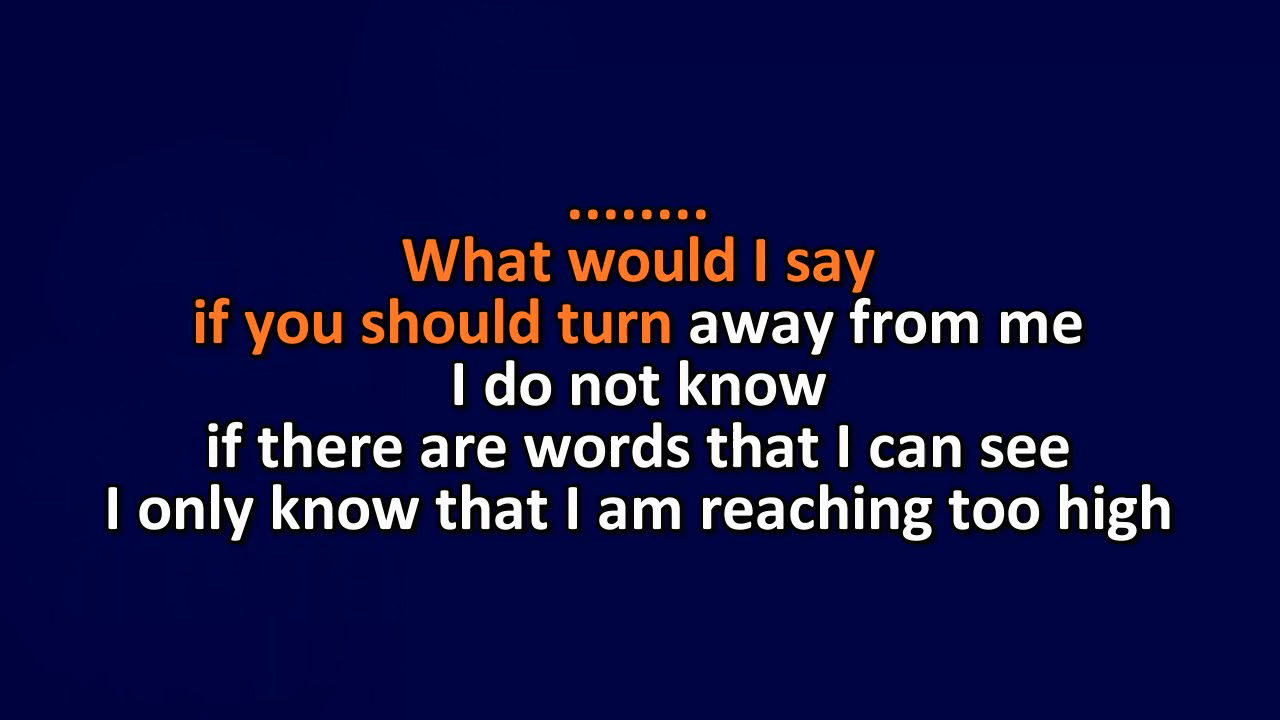 ........
What would I say
if you should turn away from me
I do not know
if there are words that I can see
I only know that I am reaching too high